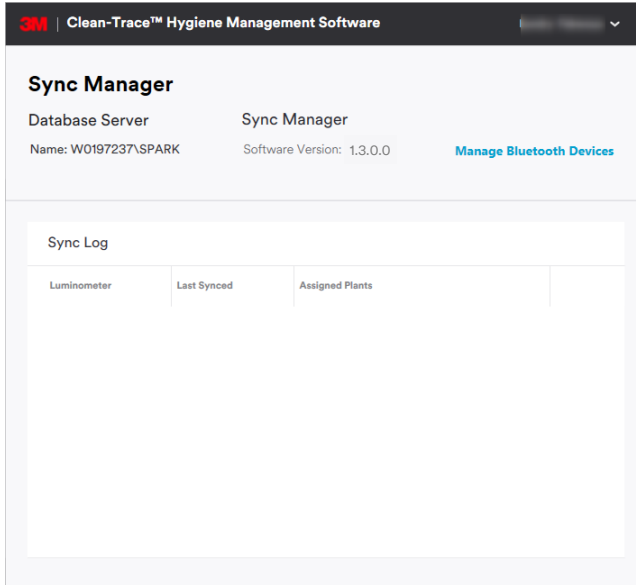 3M | Clean-Trace™ Hygiene Management Software
Sync Manager
Database Server
Name: W0197237\SPARK
Sync Manager
Software Version: 1.3.0.0
Manage Bluetooth Devices
Sync Log
Luminometer Last Synced Assigned Plants